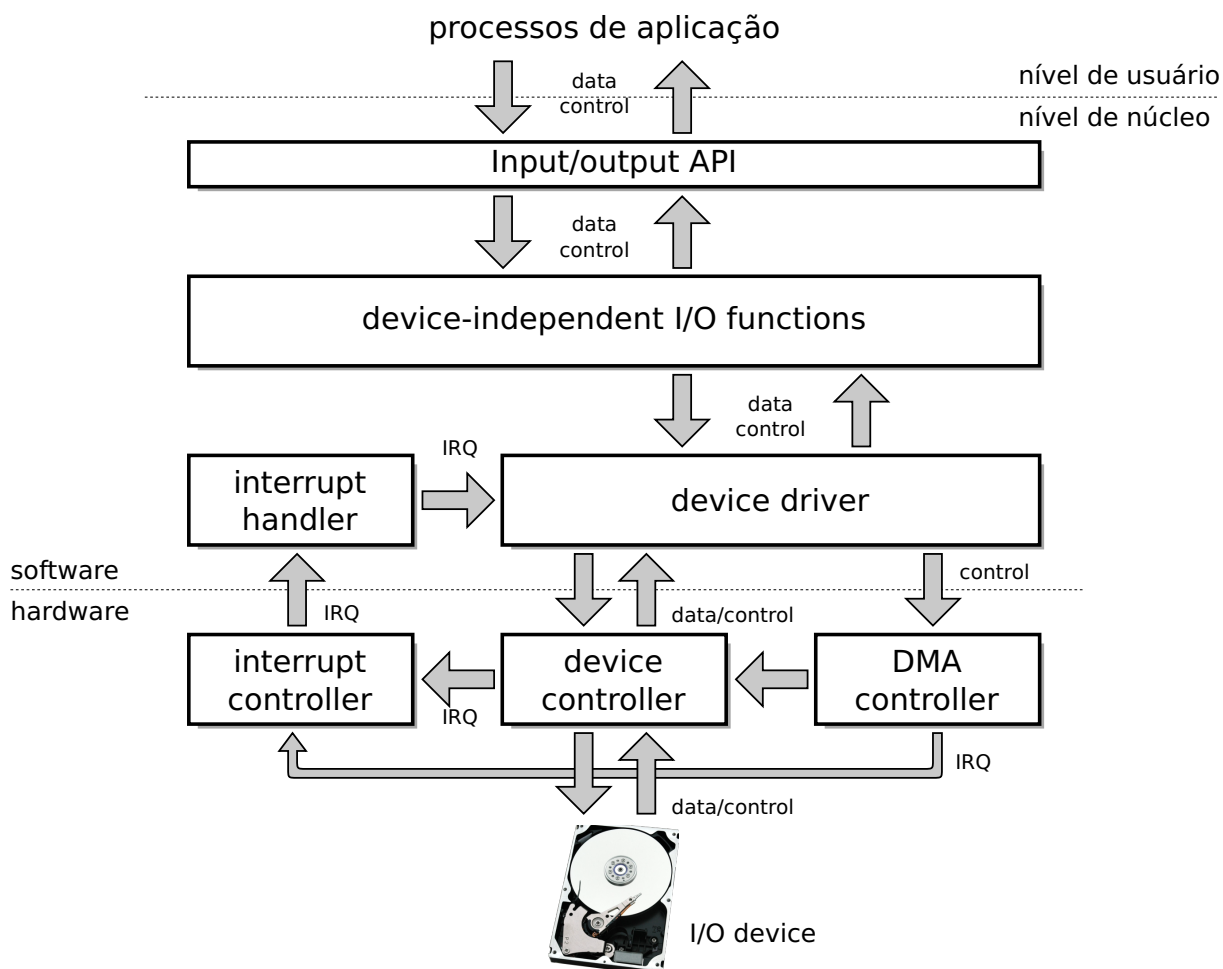 processos de aplicação
data
control
nível de usuário
nível de núcleo
Input/output API
data
control
device-independent I/O functions
data
control
IRQ
interrupt
handler
device driver
software
hardware
IRQ
data/control
control
interrupt
controller
IRQ
device
controller
DMA
controller
IRQ
data/control
I/O device